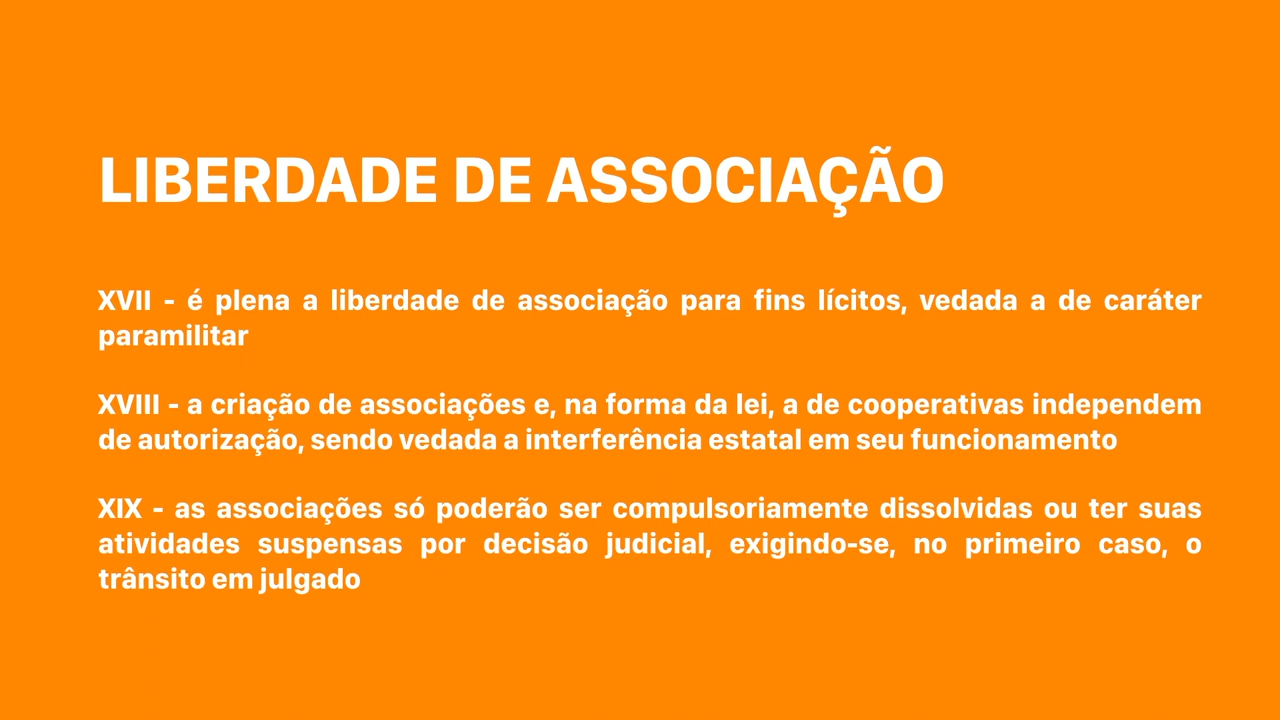 LIBERDADE DE ASSOCIAÇÃO
XVII - é plena a liberdade de associação para fins lícitos, vedada a de caráter
paramilitar
XVIII - a criação de associações e, na forma da lei, a de cooperativas independem
de autorização, sendo vedada a interferência estatal em seu funcionamento
XIX - as associações só poderão ser compulsoriamente dissolvidas ou ter suas
atividades suspensas por decisão judicial, exigindo-se, no primeiro caso, o
trânsito em julgado